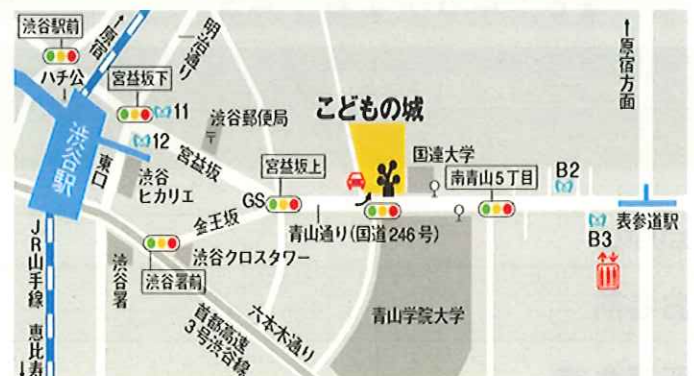 渋谷駅前
↑原宿
明治通り
ハチ公
宮益坂下
11
12
渋谷郵便局
〒
こどもの城
↑原宿方面
渋谷駅
東口
宮益坂
渋谷
ヒカリエ
宮益坂上
国連大学
南青山5丁目
B2
GS
金王坂
青山通り(国道246号)
表参道駅
B3
渋谷クロスタワー
渋谷署
渋谷署前
JR山手線
恵比寿
首都高速
3号渋谷線
六本木通り
青山学院大学